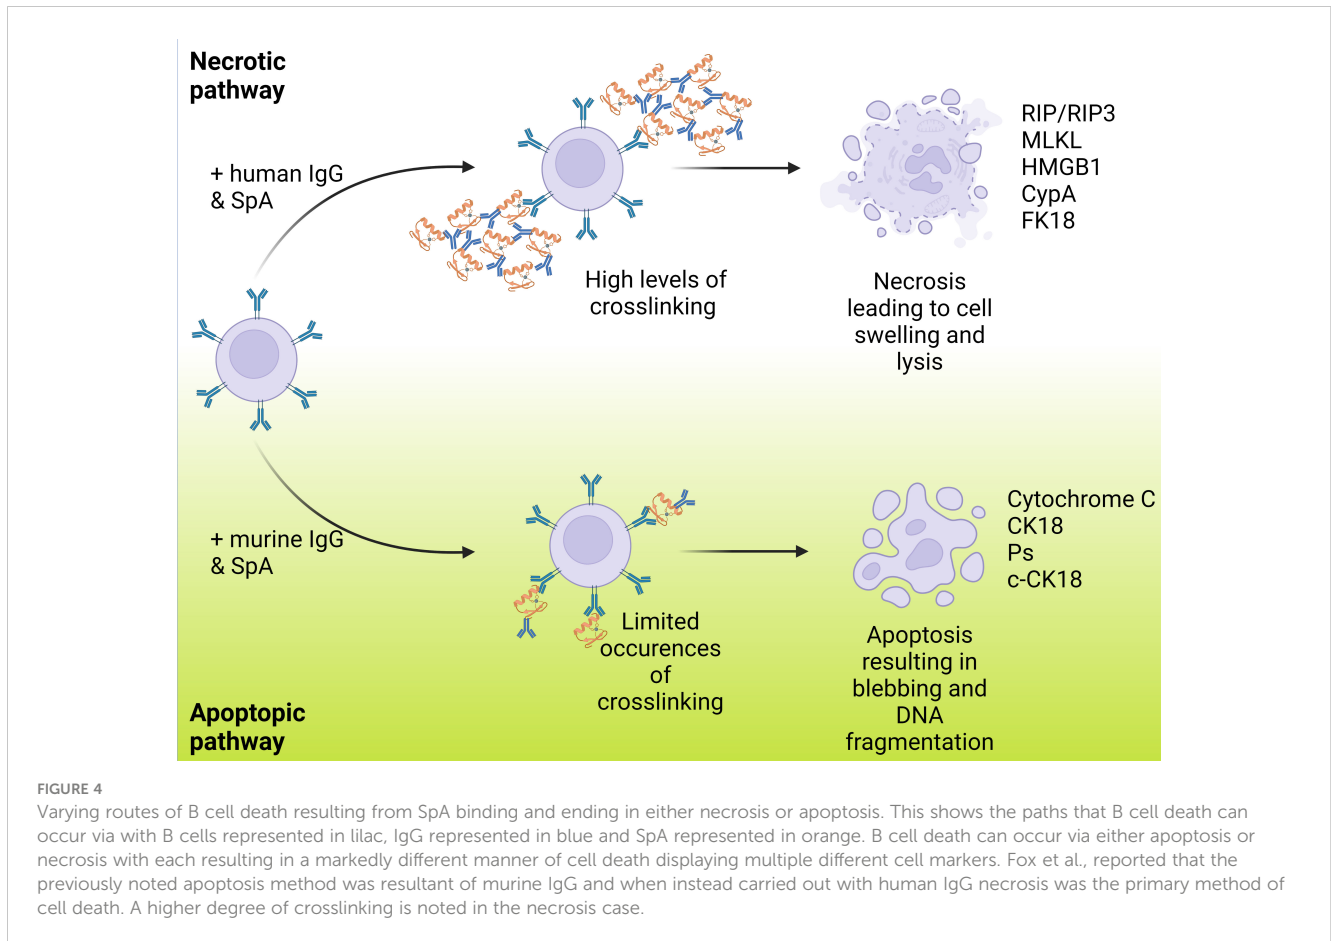 Necrotic
pathway
+ human IgG
& SpA
High levels of
crosslinking
Necrosis
leading to cell
swelling and
lysis
RIP/RIP3
MLKL
HMGB1
CypA
FK18
+ murine IgG
& SpA
Limited
occurences
of
crosslinking
Apoptosis
resulting in
blebbing and
DNA
fragmentation
Cytochrome C
CK18
Ps
c-CK18
Apoptopic
pathway
FIGURE 4
Varying routes of B cell death resulting from SpA binding and ending in either necrosis or apoptosis. This shows the paths that B cell death can
occur via with B cells represented in lilac, IgG represented in blue and SpA represented in orange. B cell death can occur via either apoptosis or
necrosis with each resulting in a markedly different manner of cell death displaying multiple different cell markers. Fox et al., reported that the
previously noted apoptosis method was resultant of murine IgG and when instead carried out with human IgG necrosis was the primary method of
cell death. A higher degree of crosslinking is noted in the necrosis case.